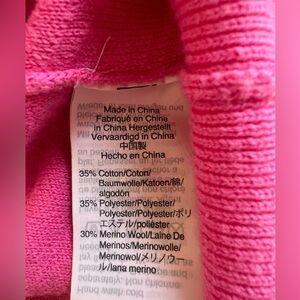 Made in China
Fabriqué en Chine
In China Hergestellt
Vervaardigd in China
中国製
Hecho en China
35% Cotton/Coton/
Baumwolle/Katoen/綿/
algodón
35% Polyester/Polyester/
Polyester/Polyester/ポリ
エステル/poliéster
30% Merino Wool/Laine De
Merinos/Merinowolle/
Merinowol/メリノウー
ル/lana merino